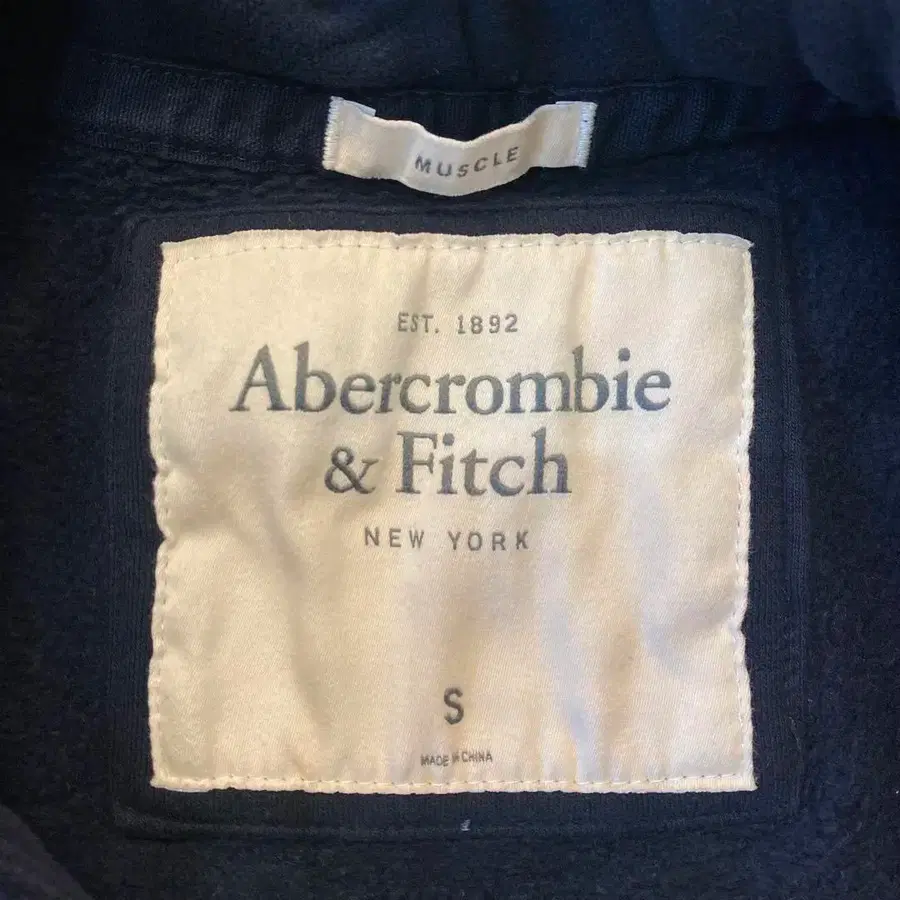 MUSCLE
EST. 1892
Abercrombie
& Fitch
NEW YORK
S
MADE IN CHINA